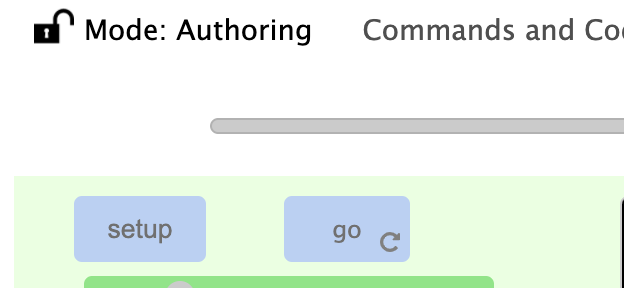 Mode: Authoring Commands and Co
setup go